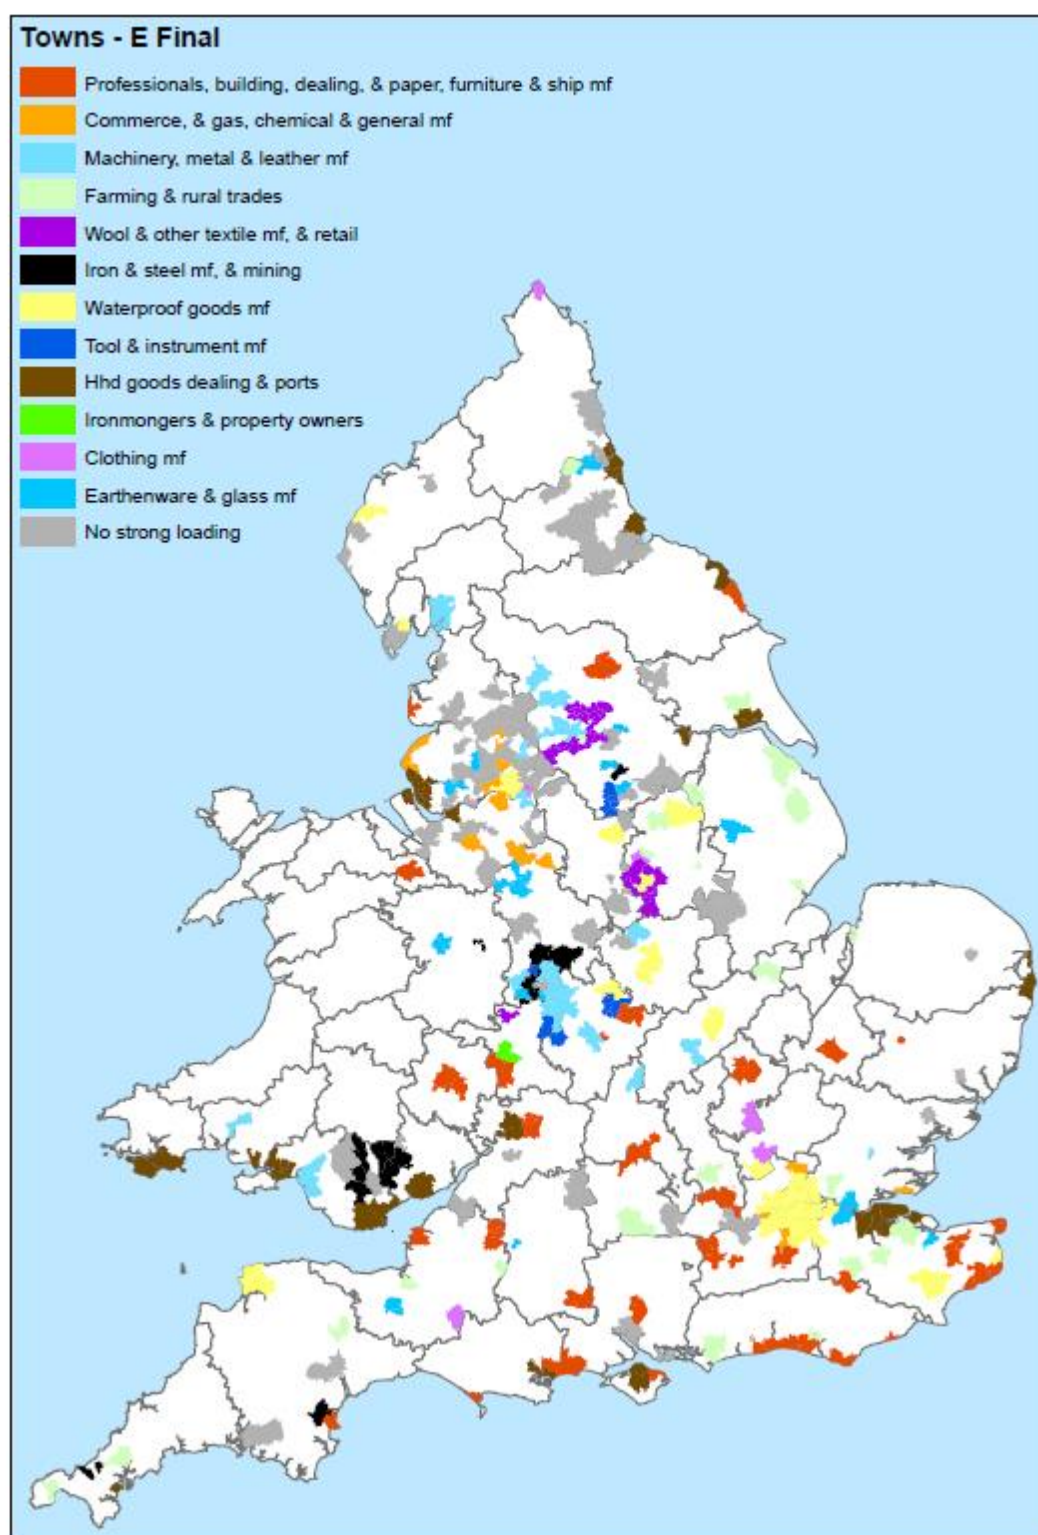 Towns - E Final
Professionals, building, dealing, & paper, furniture & ship mf
Commerce, & gas, chemical & general mf
Machinery, metal & leather mf
Farming & rural trades
Wool & other textile mf, & retail
Iron & steel mf, & mining
Waterproof goods mf
Tool & instrument mf
Hhd goods dealing & ports
Ironmongers & property owners
Clothing mf
Earthenware & glass mf
No strong loading